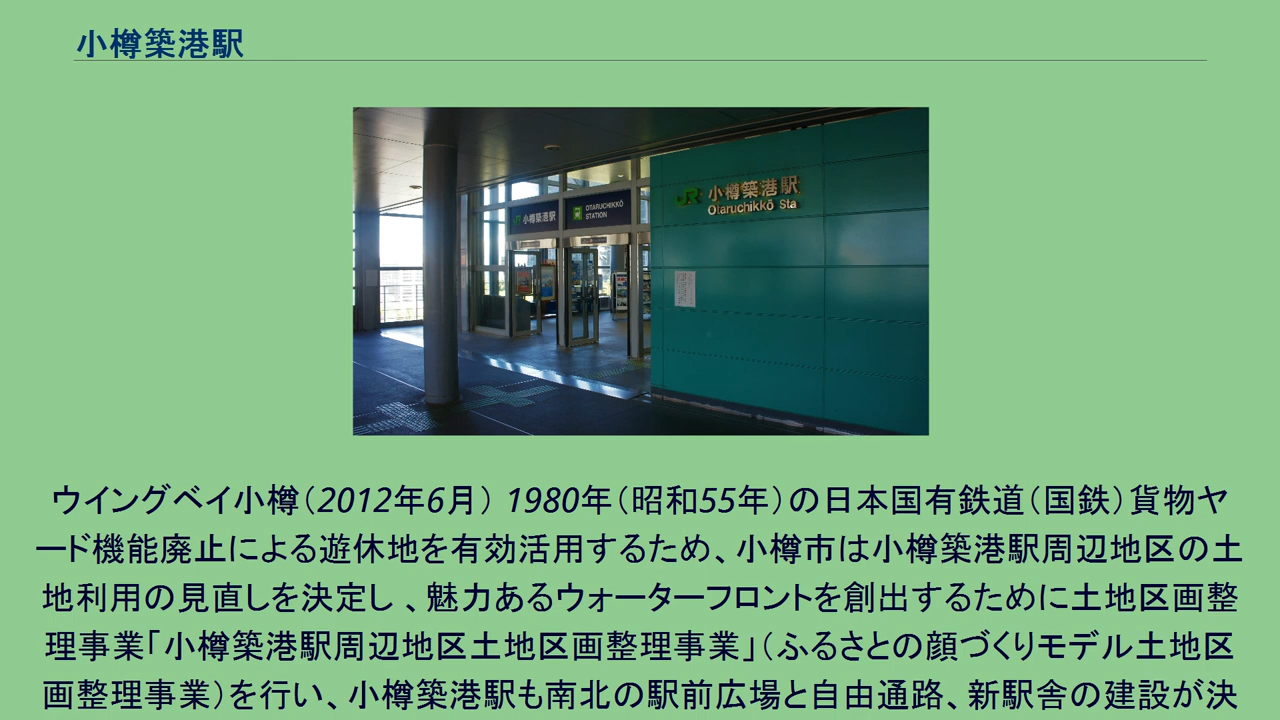 小樽築港駅
JR 小樽築港駅
Otaruchikkō Sta
JR 小樽築港駅
OTARUCHIKKŌ
STATION
ウイングベイ小樽（2012年6月） 1980年（昭和55年）の日本国有鉄道（国鉄）貨物ヤ
ード機能廃止による遊休地を有効活用するため、小樽市は小樽築港駅周辺地区の土
地利用の見直しを決定し 、魅力あるウォーターフロントを創出するために土地区画整
理事業「小樽築港駅周辺地区土地区画整理事業」（ふるさとの顔づくりモデル土地区
画整理事業）を行い、小樽築港駅も南北の駅前広場と自由通路、新駅舎の建設が決